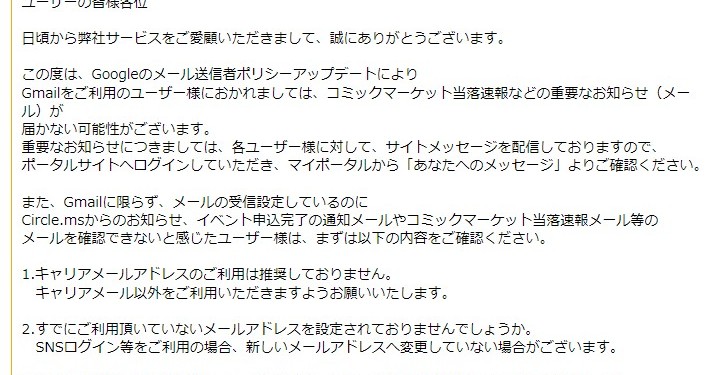 ユーザーの皆様各位
日頃から弊社サービスをご愛顧いただきまして、誠にありがとうございます。
この度は、Googleのメール送信者ポリシーアップデートにより
Gmailをご利用のユーザー様におかれましては、コミックマーケット当落速報などの重要なお知らせ（メー
ル）が
届かない可能性がございます。
重要なお知らせにつきましては、各ユーザー様に対して、サイトメッセージを配信しておりますので、
ポータルサイトへログインしていただき、マイポータルから「あなたへのメッセージ」よりご確認ください。
また、Gmailに限らず、メールの受信設定しているのに
Circle.msからのお知らせ、イベント申込完了の通知メールやコミックマーケット当落速報メール等の
メールを確認できないと感じたユーザー様は、まずは以下の内容をご確認ください。
1.キャリアメールアドレスのご利用は推奨しておりません。
キャリアメール以外をご利用いただきますようお願いいたします。
2.すでにご利用頂いていないメールアドレスを設定されておりませんでしょうか。
SNSログイン等をご利用の場合、新しいメールアドレスへ変更していない場合がございます。